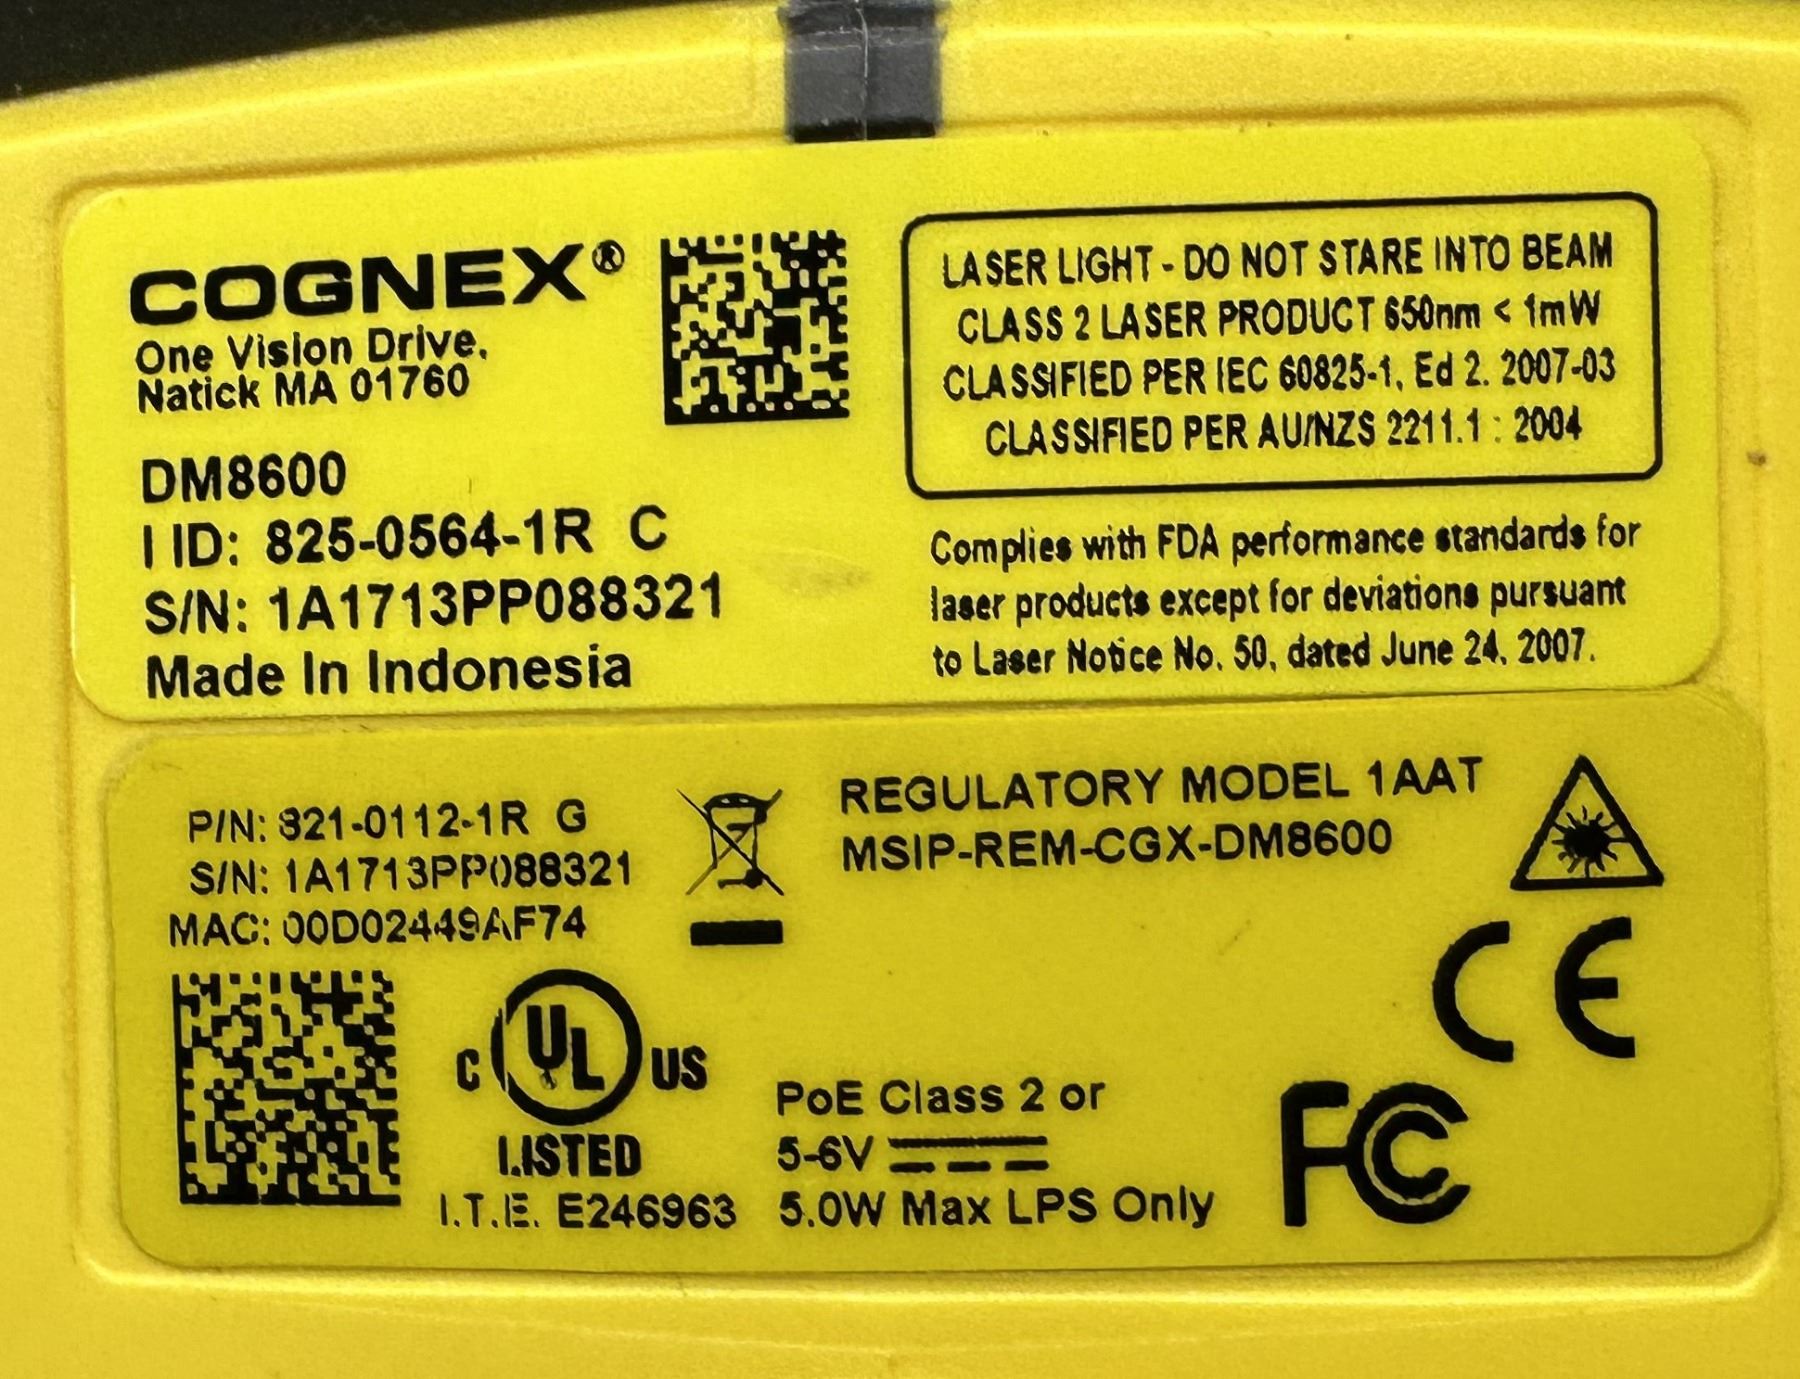 COGNEX®
One Vision Drive,
Natick MA 01760
DM8600
I ID: 825-0564-1R C
S/N: 1A1713PP088321
Made In Indonesia
LASER LIGHT - DO NOT STARE INTO BEAM
CLASS 2 LASER PRODUCT 650nm < 1mW
CLASSIFIED PER IEC 60825-1, Ed 2. 2007-03
CLASSIFIED PER AU/NZS 2211.1 : 2004
Complies with FDA performance standards for
laser products except for deviations pursuant
to Laser Notice No. 50, dated June 24, 2007.
P/N: 821-0112-1R G
S/N: 1A1713PP088321
MAC: 00D02449AF74
REGULATORY MODEL 1AAT
MSIP-REM-CGX-DM8600
CE
C UL US
LISTED
I.T.E. E246963
PoE Class 2 or
5-6V
5.0W Max LPS Only
FC